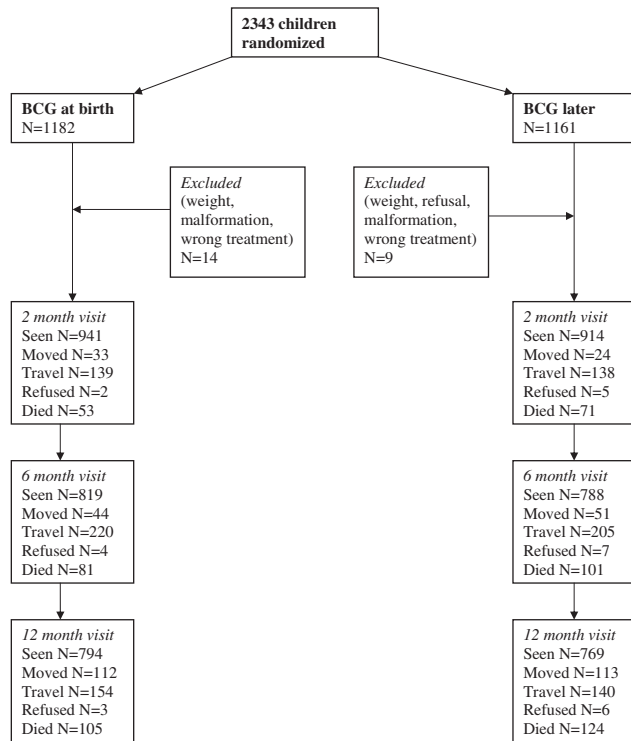 2343 children
randomized
BCG at birth
N=1182
BCG later
N=1161
Excluded
(weight,
malformation,
wrong treatment)
N=14
Excluded
(weight, refusal,
malformation,
wrong treatment)
N=9
2 month visit
Seen N=941
Moved N=33
Travel N=139
Refused N=2
Died N=53
2 month visit
Seen N=914
Moved N=24
Travel N=138
Refused N=5
Died N=71
6 month visit
Seen N=819
Moved N=44
Travel N=220
Refused N=4
Died N=81
6 month visit
Seen N=788
Moved N=51
Travel N=205
Refused N=7
Died N=101
12 month visit
Seen N=794
Moved N=112
Travel N=154
Refused N=3
Died N=105
12 month visit
Seen N=769
Moved N=113
Travel N=140
Refused N=6
Died N=124